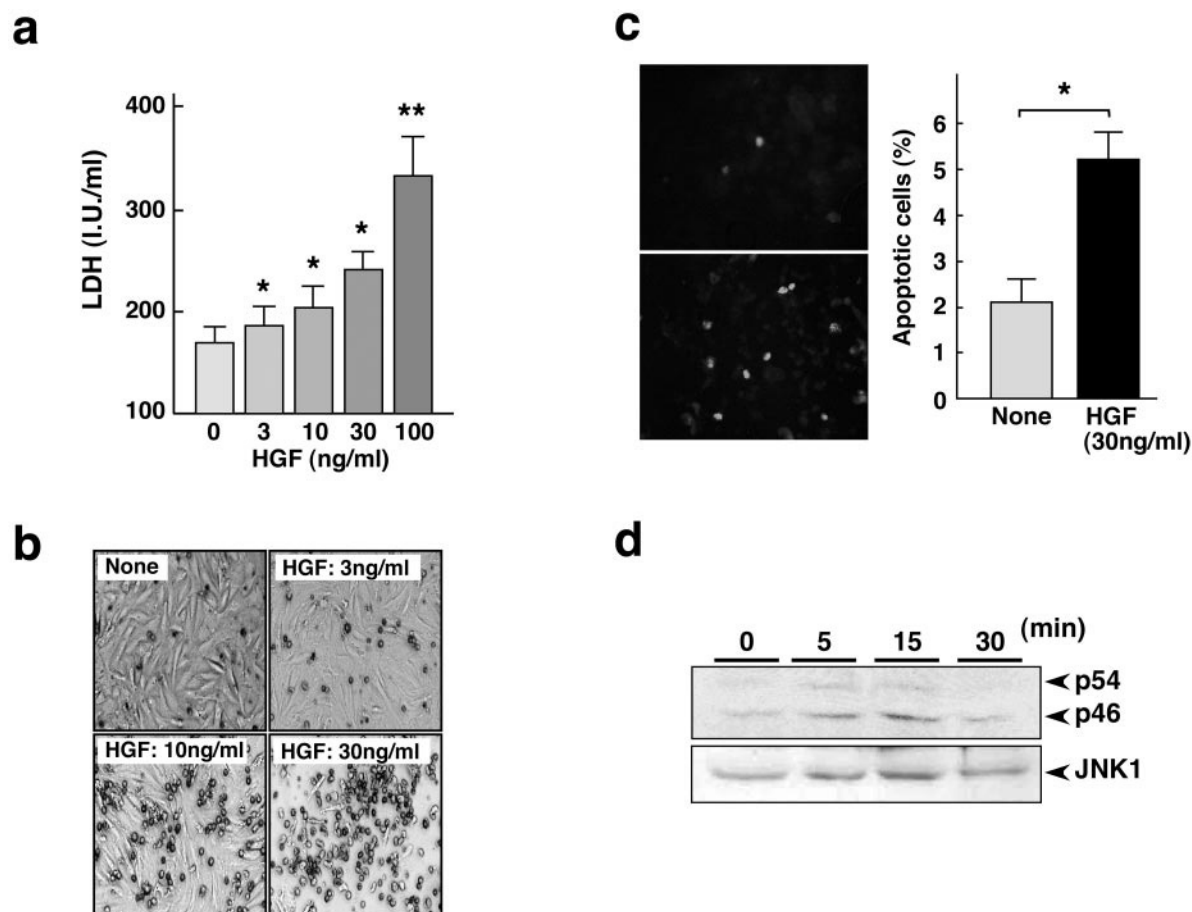 a
400
300
200
100
LDH (I.U./ml)
*
*
*
**
0 3 10 30 100
HGF (ng/ml)
b
None
HGF: 3ng/ml
HGF: 10ng/ml
HGF: 30ng/ml
c
6
5
4
3
2
1
0
Apoptotic cells (%)
*
None
HGF
(30ng/ml)
d
0 5 15 30 (min)
p54
p46
JNK1